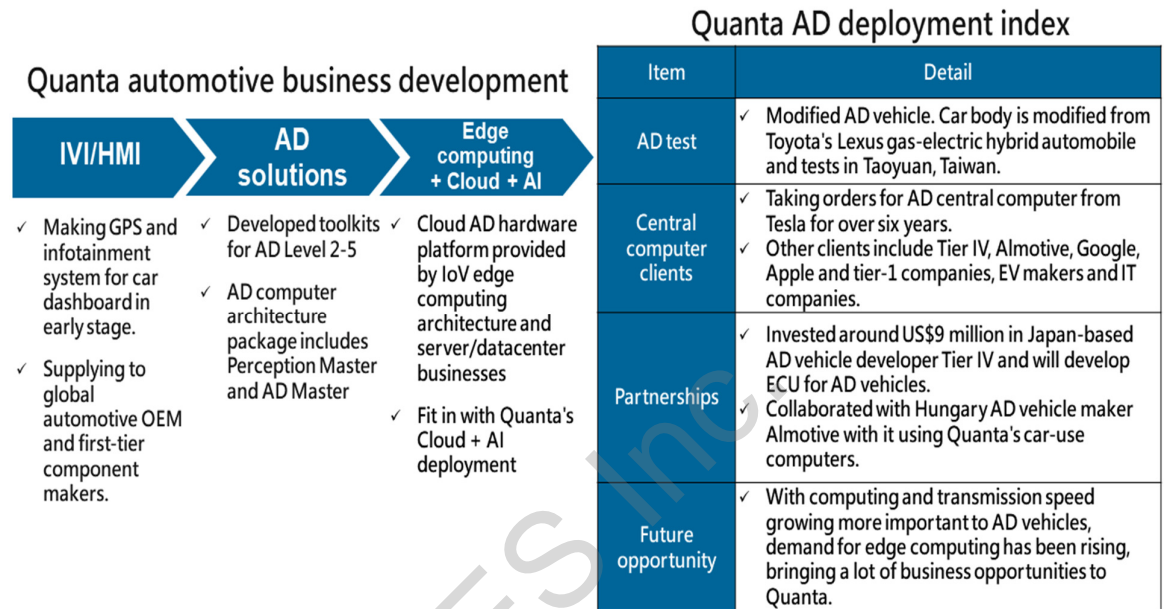 Quanta automotive business development
IVI/HMI
✓ Making GPS and
infotainment
system for car
dashboard in
early stage.
✓ Supplying to
global
automotive OEM
and first-tier
component
makers.
AD
solutions
✓ Developed toolkits
for AD Level 2-5
✓ AD computer
architecture
package includes
Perception Master
and AD Master
Edge
computing
+ Cloud + AI
✓ Cloud AD hardware
platform provided
by IoV edge
computing
architecture and
server/datacenter
businesses
✓ Fit in with Quanta's
Cloud + AI
deployment
Quanta AD deployment index
Item
Detail
AD test
✓ Modified AD vehicle. Car body is modified from
Toyota's Lexus gas-electric hybrid automobile
and tests in Taoyuan, Taiwan.
Central
computer
clients
✓ Taking orders for AD central computer from
Tesla for over six years.
✓ Other clients include Tier IV, AImotive, Google,
Apple and tier-1 companies, EV makers and IT
companies.
Partnerships
✓ Invested around US$9 million in Japan-based
AD vehicle developer Tier IV and will develop
ECU for AD vehicles.
✓ Collaborated with Hungary AD vehicle maker
AImotive with it using Quanta's car-use
computers.
Future
opportunity
✓ With computing and transmission speed
growing more important to AD vehicles,
demand for edge computing has been rising,
bringing a lot of business opportunities to
Quanta.
ES Inc.